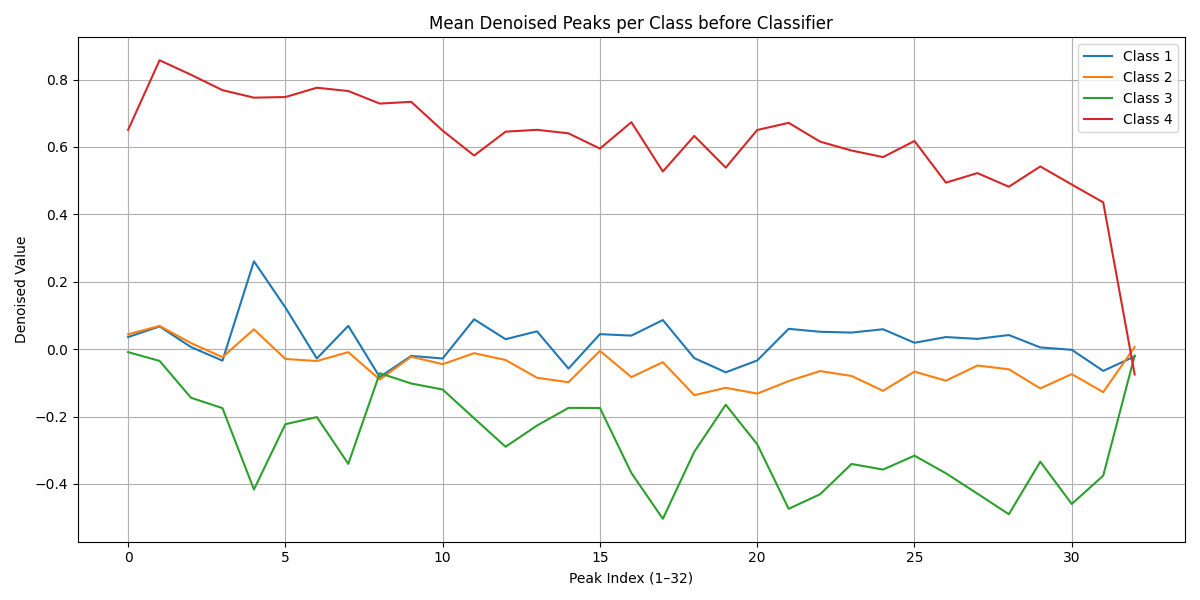 Mean Denoised Peaks per Class before Classifier
Class 1
Class 2
Class 3
Class 4
Denoised Value
0.8
0.6
0.4
0.2
0.0
−0.2
−0.4
0 5 10 15 20 25 30
Peak Index (1–32)